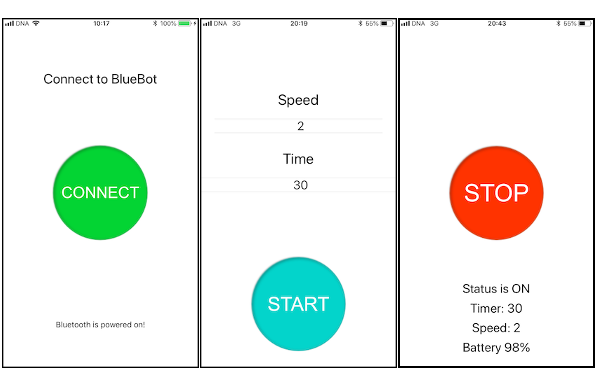 DNA 10:17 100%
Connect to BlueBot
CONNECT
Bluetooth is powered on!
DNA 3G 20:19 55%
Speed
2
Time
30
START
DNA 3G 20:43 55%
STOP
Status is ON
Timer: 30
Speed: 2
Battery 98%